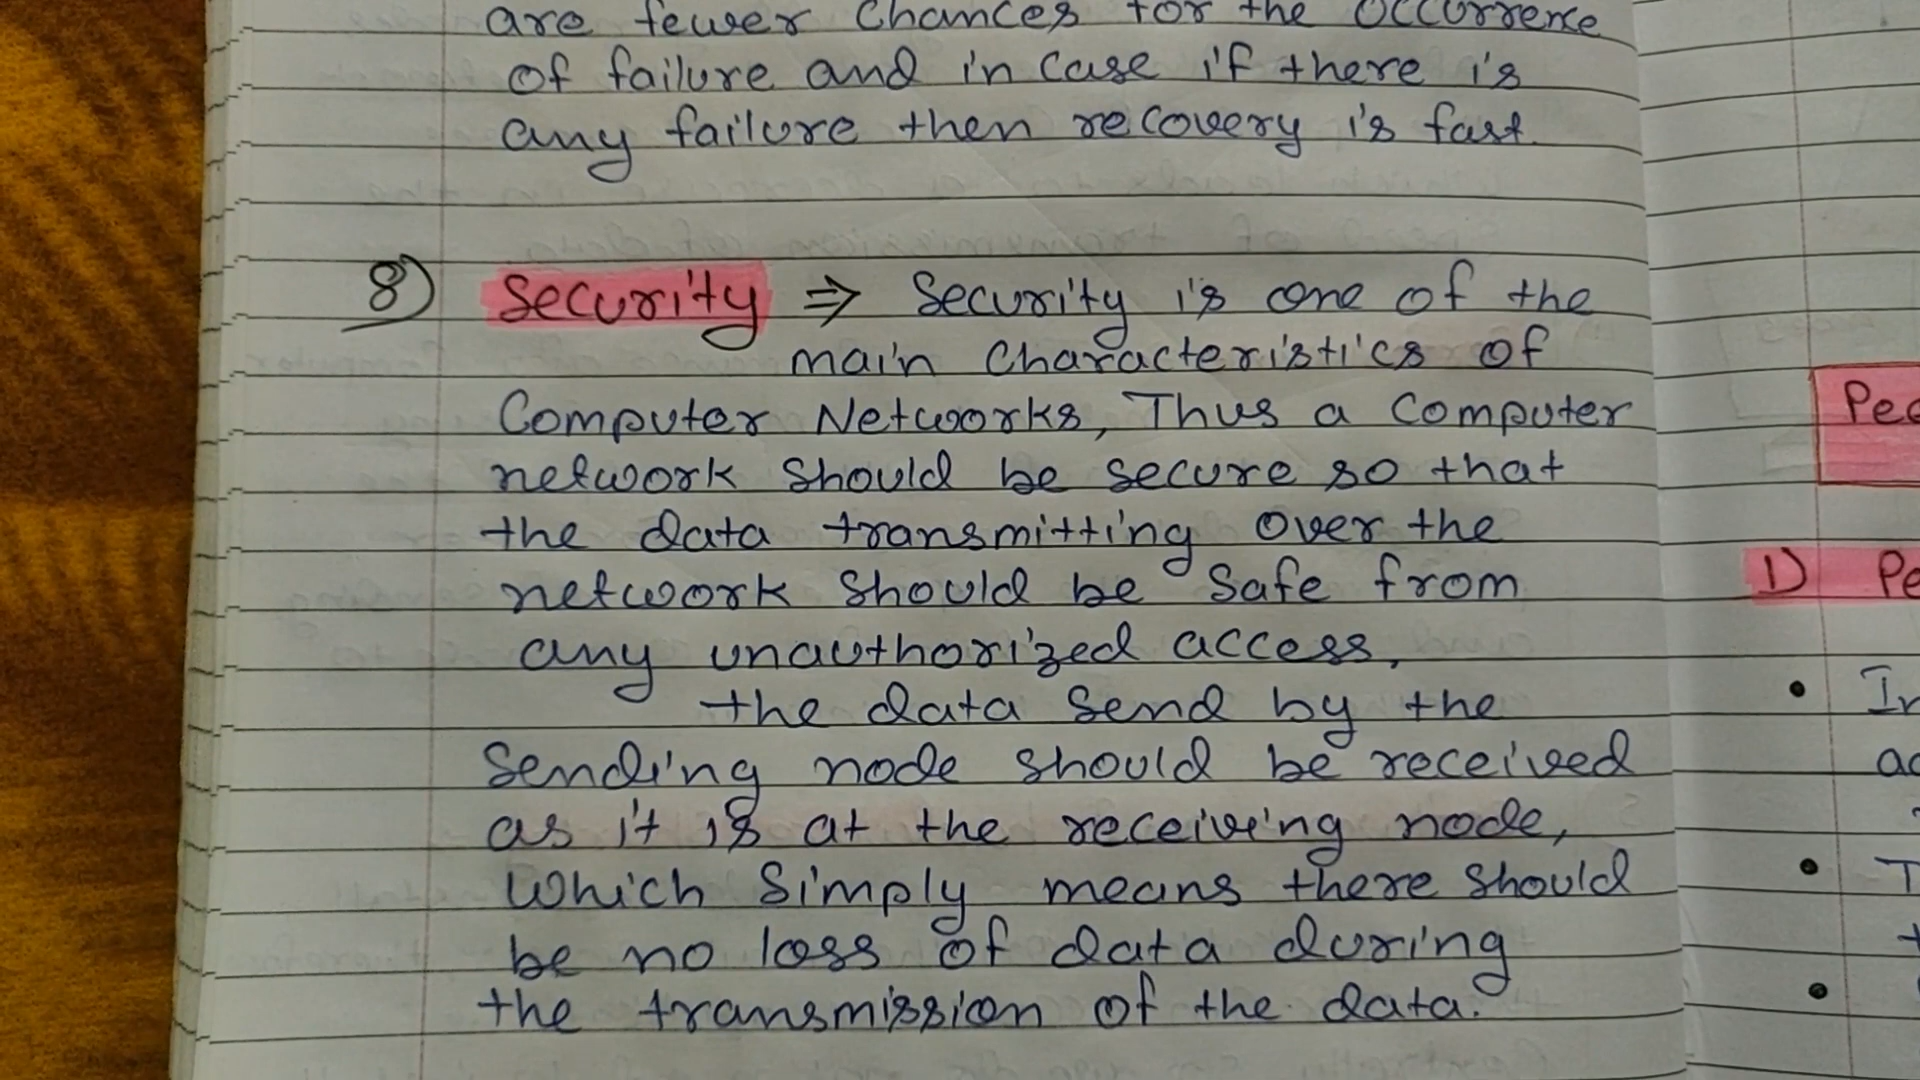 are fewer chances for the occurrence
of failure and in case if there is
any failure then recovery is fast.
8) Security ⇒ Security is one of the
main characteristics of
Computer Networks, Thus a computer
network should be secure so that
the data transmitting over the
network should be safe from
any unauthorized access.
the data send by the
sending node should be received
as it is at the receiving node,
which simply means there should
be no loss of data during
the transmission of the data.
1)